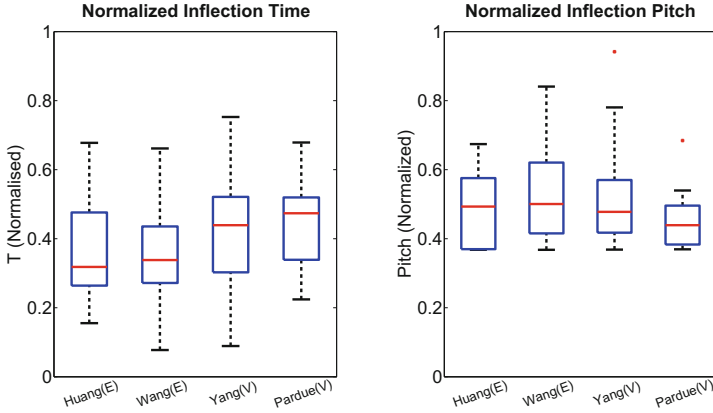 Normalized Inflection Time
T (Normalised)
1
0.8
0.6
0.4
0.2
0
Huang(E)
Wang(E)
Yang(V)
Pardue(V)
Normalized Inflection Pitch
Pitch (Normalized)
1
0.8
0.6
0.4
0.2
0
Huang(E)
Wang(E)
Yang(V)
Pardue(V)